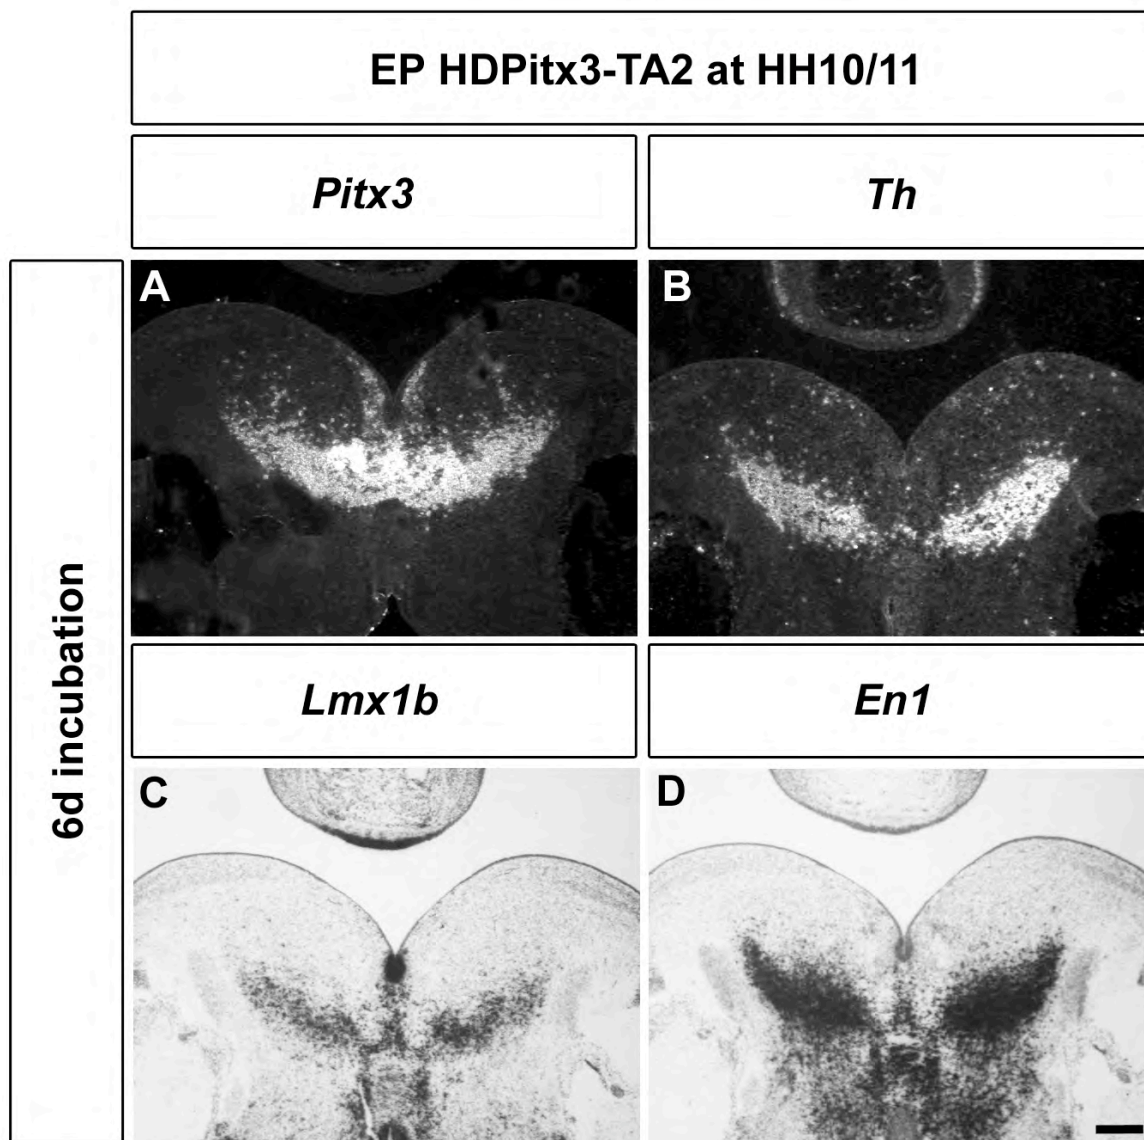 EP HDPitx3-TA2 at HH10/11
Pitx3
Th
6d incubation
A
B
Lmx1b
En1
C
D